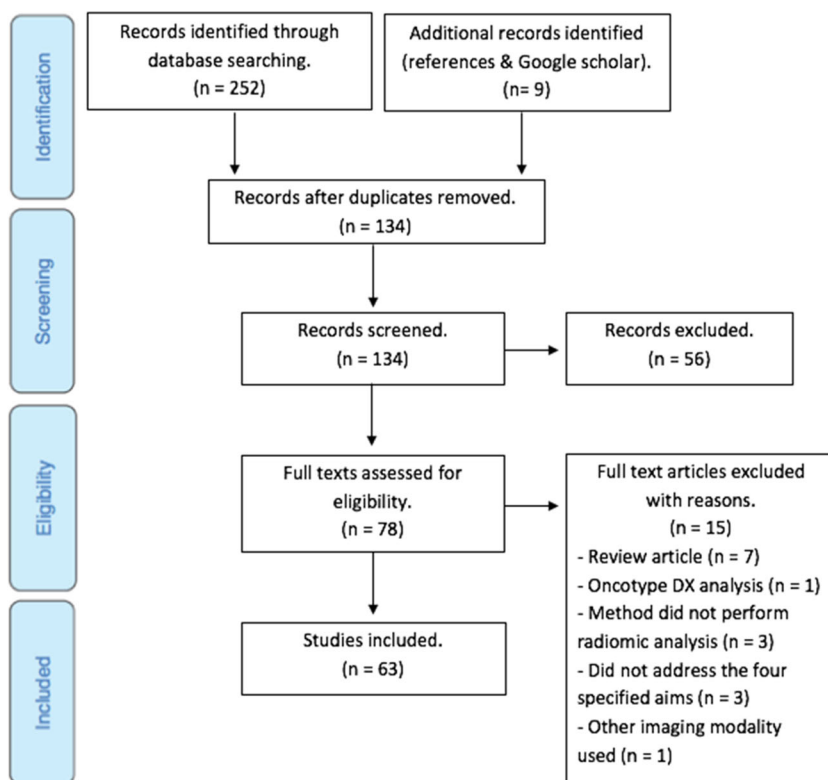 Identification
Records identified through
database searching.
(n = 252)
Additional records identified
(references & Google scholar).
(n= 9)
Records after duplicates removed.
(n = 134)
Screening
Records screened.
(n = 134)
Records excluded.
(n = 56)
Eligibility
Full texts assessed for
eligibility.
(n = 78)
Full text articles excluded
with reasons.
(n = 15)
- Review article (n = 7)
- Oncotype DX analysis (n = 1)
- Method did not perform
radiomic analysis (n = 3)
- Did not address the four
specified aims (n = 3)
- Other imaging modality
used (n = 1)
Included
Studies included.
(n = 63)